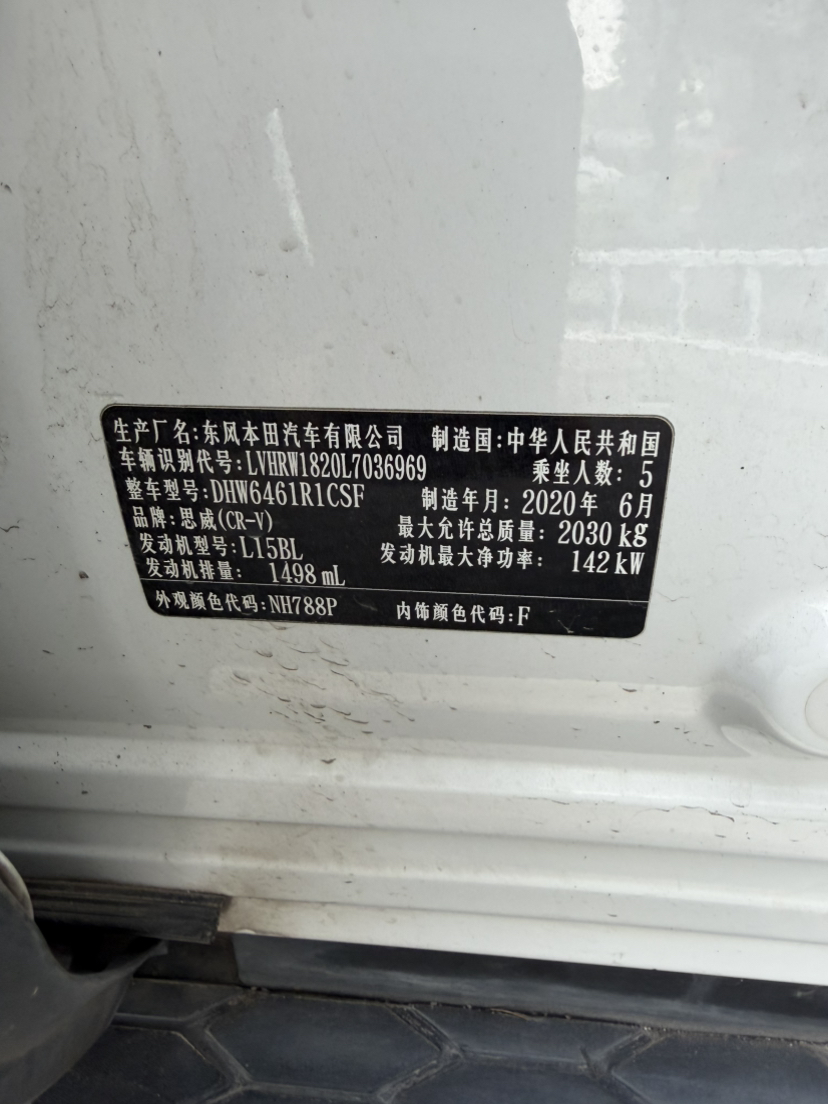 生产厂名:东风本田汽车有限公司 制造国:中华人民共和国
车辆识别代号:LVHRW1820L7036969 乘坐人数: 5
整车型号:DHW6461R1CSF 制造年月: 2020年 6月
品牌: 思威(CR-V) 最大允许总质量: 2030 kg
发动机型号: L15BL 发动机最大净功率: 142 kW
发动机排量: 1498 mL
外观颜色代码: NH788P 内饰颜色代码: F